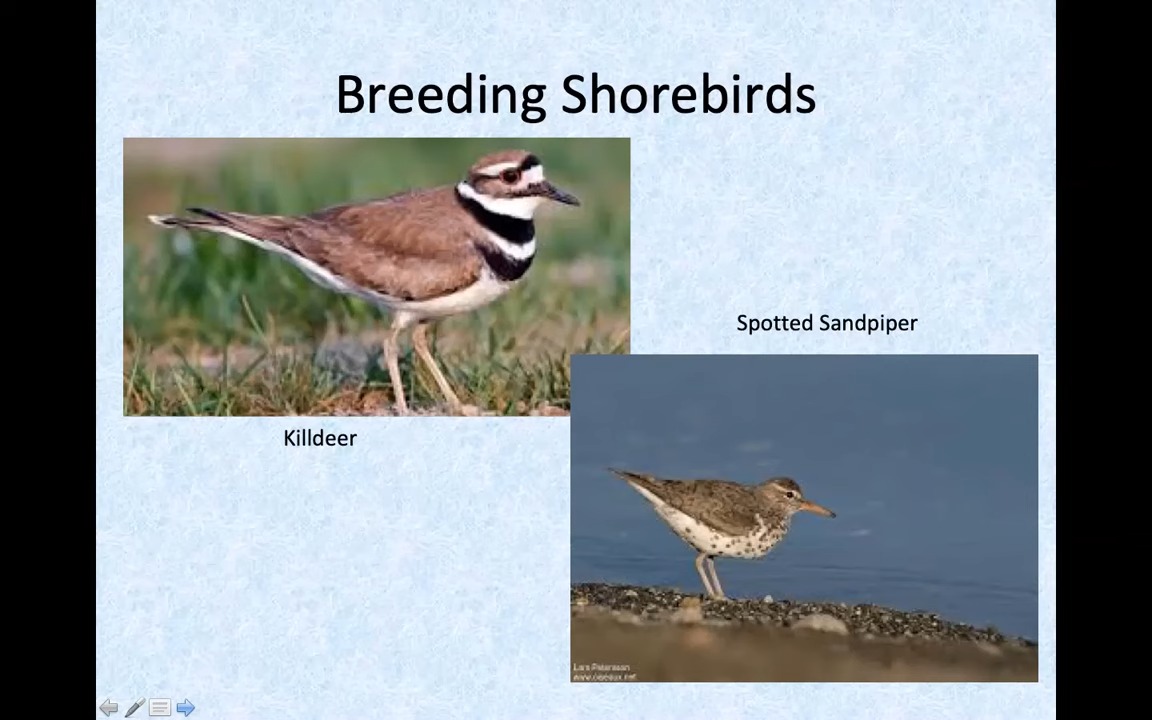 Breeding Shorebirds
Spotted Sandpiper
Killdeer
Lars Petersson
www.oiseaux.net